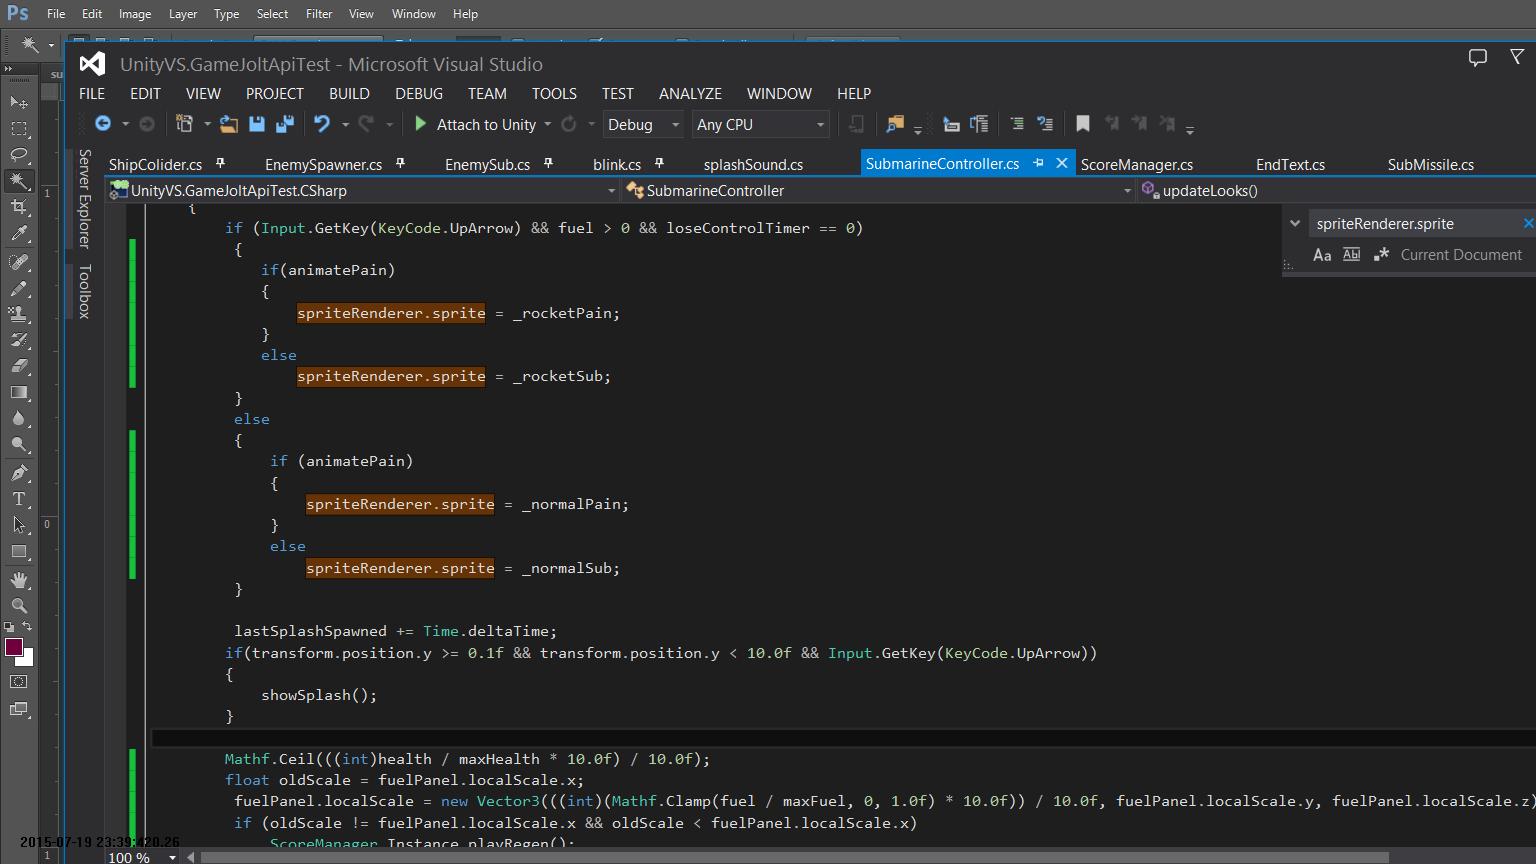 Ps File Edit Image Layer Type Select Filter View Window Help
su
UnityVS.GameJoltApiTest - Microsoft Visual Studio
FILE EDIT VIEW PROJECT BUILD DEBUG TEAM TOOLS TEST ANALYZE WINDOW HELP
Attach to Unity Debug Any CPU
ShipColider.cs EnemySpawner.cs EnemySub.cs blink.cs splashSound.cs SubmarineController.cs ScoreManager.cs EndText.cs SubMissile.cs
UnityVS.GameJoltApiTest.CSharp SubmarineController updateLooks()
Server Explorer
Toolbox
spriteRenderer.sprite
Aa Abl Current Document
{
if (Input.GetKey(KeyCode.UpArrow) && fuel > 0 && loseControlTimer == 0)
{
if(animatePain)
{
spriteRenderer.sprite = _rocketPain;
}
else
spriteRenderer.sprite = _rocketSub;
}
else
{
if (animatePain)
{
spriteRenderer.sprite = _normalPain;
}
else
spriteRenderer.sprite = _normalSub;
}
lastSplashSpawned += Time.deltaTime;
if(transform.position.y >= 0.1f && transform.position.y < 10.0f && Input.GetKey(KeyCode.UpArrow))
{
showSplash();
}
Mathf.Ceil(((int)health / maxHealth * 10.0f) / 10.0f);
float oldScale = fuelPanel.localScale.x;
fuelPanel.localScale = new Vector3(((int)(Mathf.Clamp(fuel / maxFuel, 0, 1.0f) * 10.0f)) / 10.0f, fuelPanel.localScale.y, fuelPanel.localScale.z)
if (oldScale != fuelPanel.localScale.x && oldScale < fuelPanel.localScale.x)
ScoreManager.Instance.playRegen();
100 %
1
0
1
T